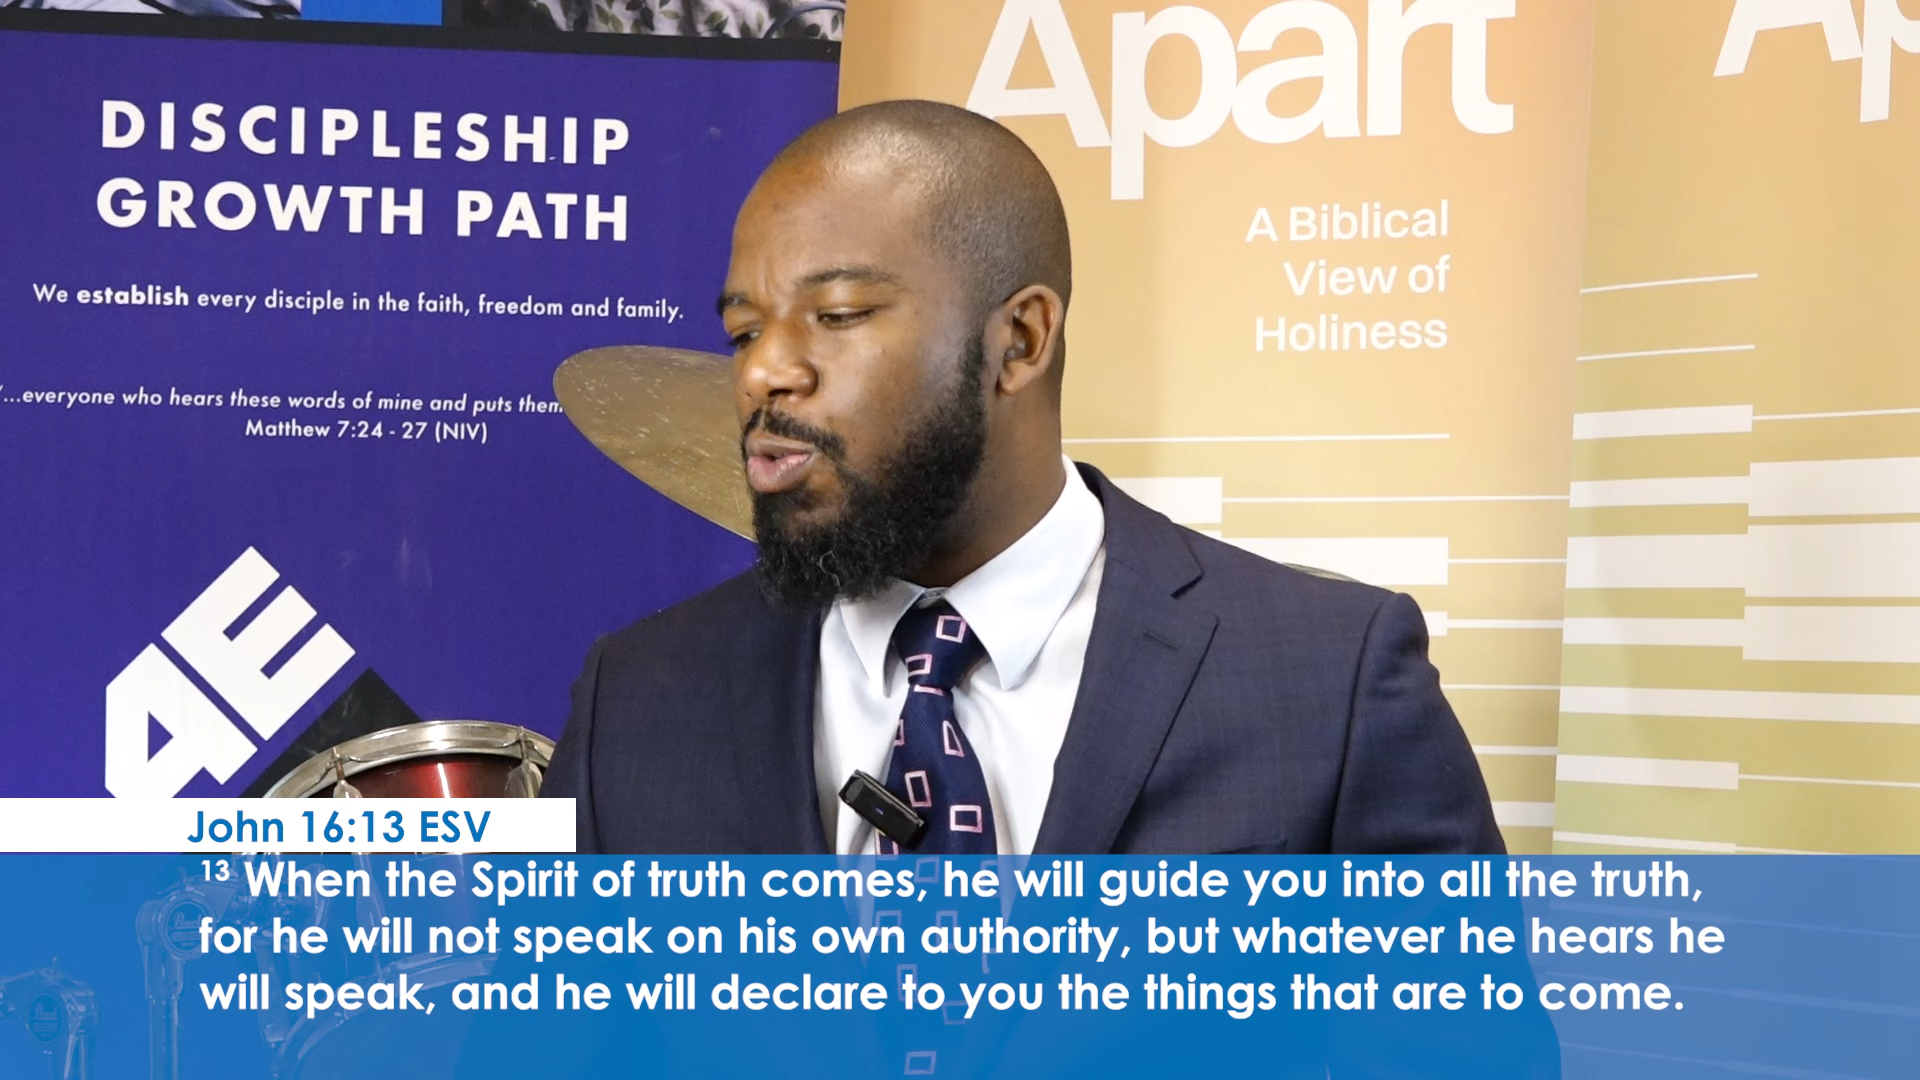 DISCIPLESHIP
GROWTH PATH
We establish every disciple in the faith, freedom and family.
"...everyone who hears these words of mine and puts them
Matthew 7:24 - 27 (NIV)
4E
Apart
A Biblical
View of
Holiness
Ap
John 16:13 ESV
13 When the Spirit of truth comes, he will guide you into all the truth,
for he will not speak on his own authority, but whatever he hears he
will speak, and he will declare to you the things that are to come.